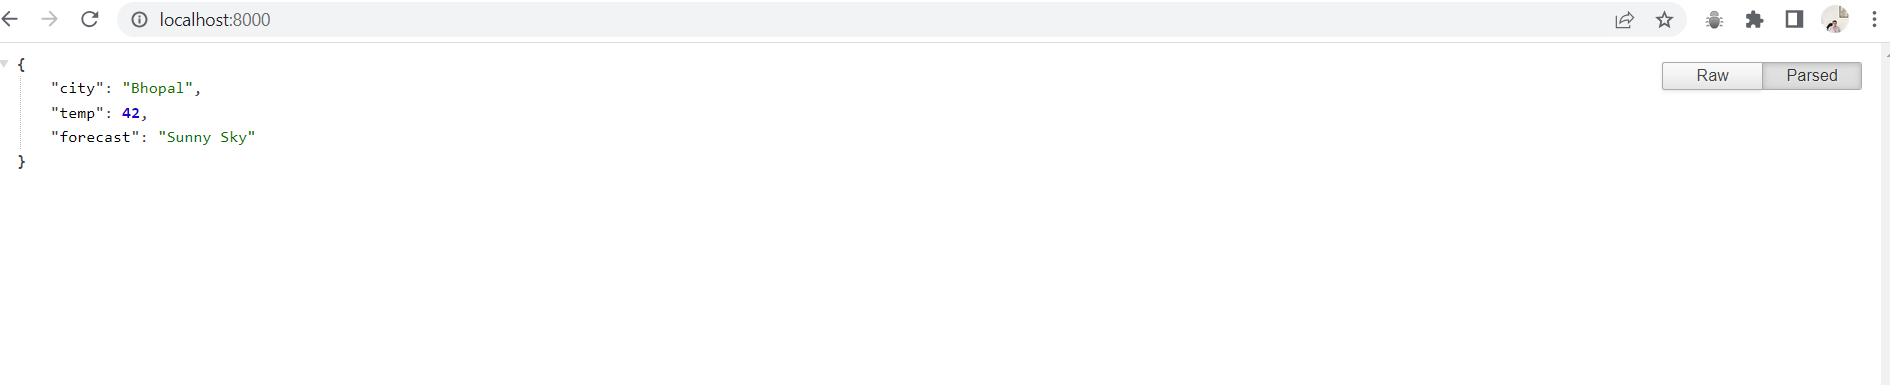 localhost:8000
Raw Parsed
{
"city": "Bhopal",
"temp": 42,
"forecast": "Sunny Sky"
}